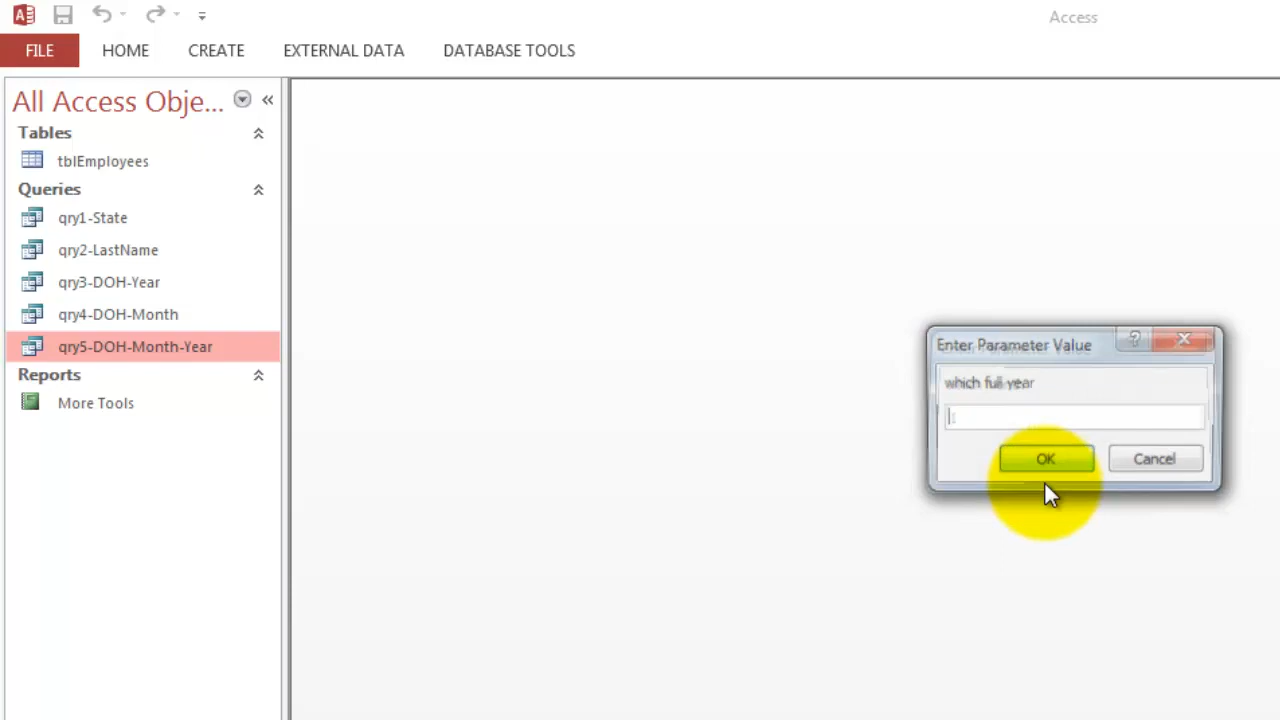 Access
FILE HOME CREATE EXTERNAL DATA DATABASE TOOLS
All Access Obje...
Tables
tblEmployees
Queries
qry1-State
qry2-LastName
qry3-DOH-Year
qry4-DOH-Month
qry5-DOH-Month-Year
Reports
More Tools
Enter Parameter Value
which full year
OK Cancel